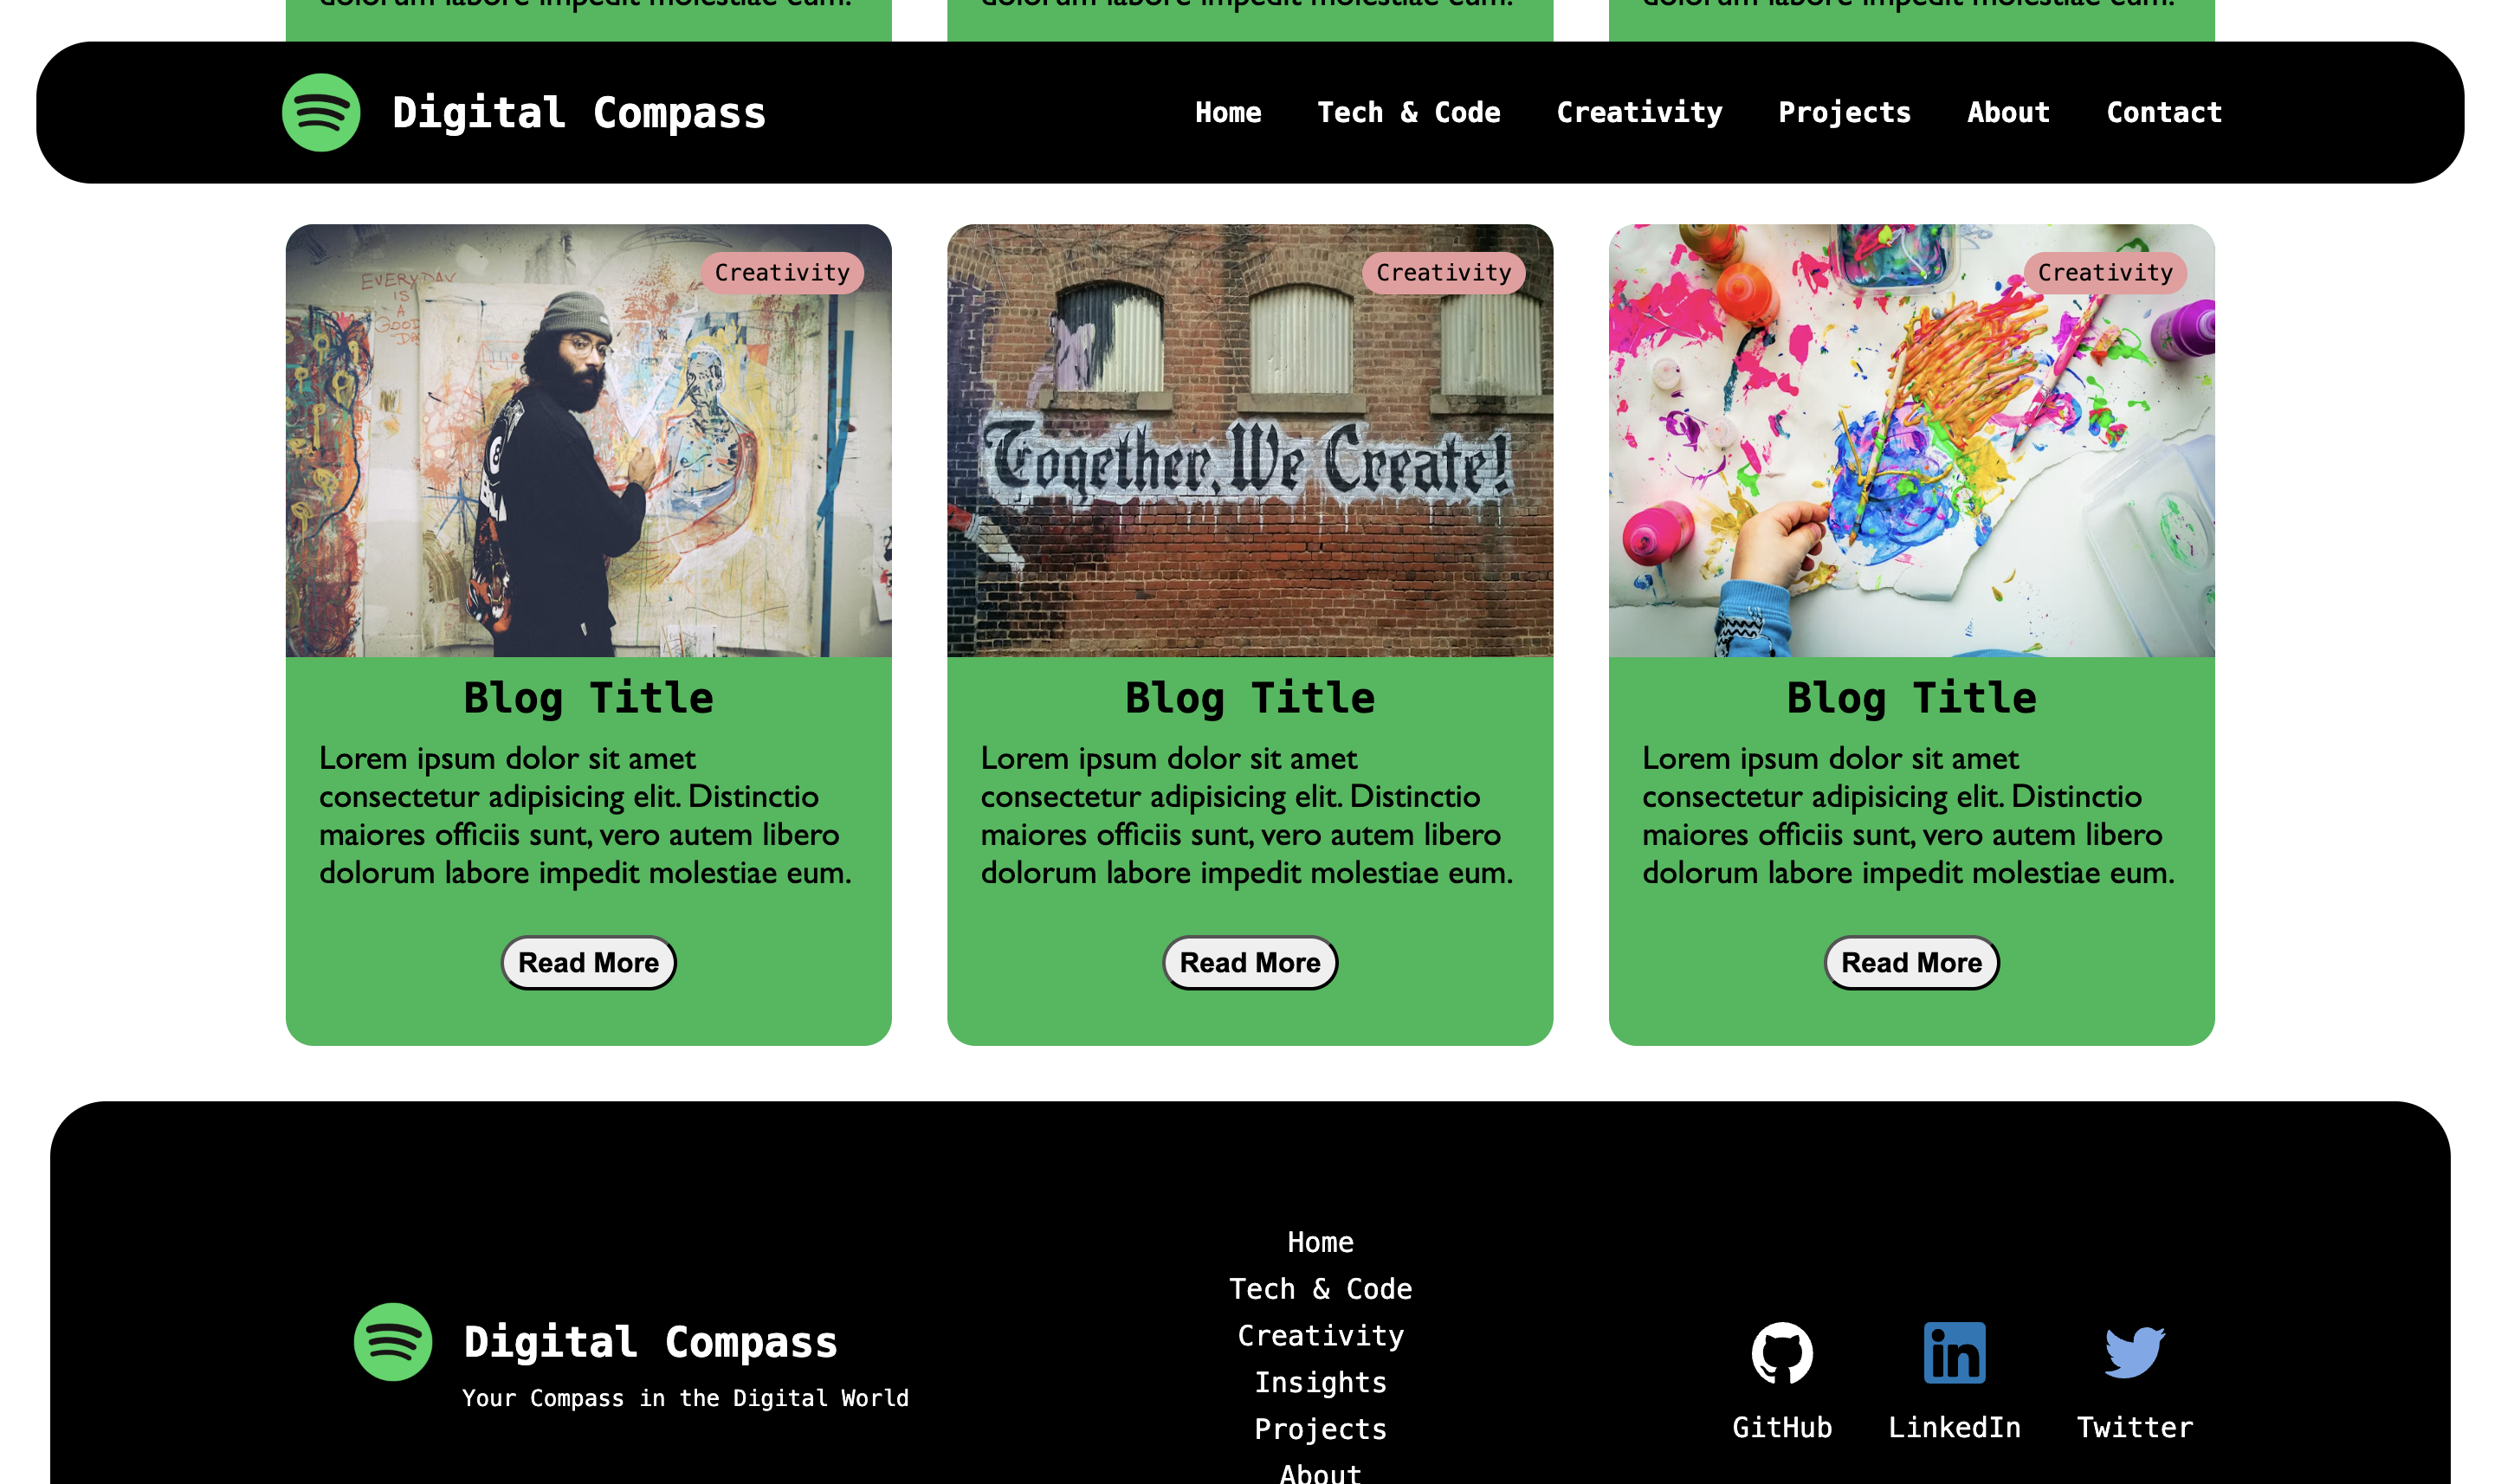 dolorum labore impedit molestiae eum.
dolorum labore impedit molestiae eum.
dolorum labore impedit molestiae eum.
Digital Compass
Home
Tech & Code
Creativity
Projects
About
Contact
Creativity
EVERYDAY
IS
A
GOOD
Creativity
Together, We Create!
Creativity
Blog Title
Lorem ipsum dolor sit amet
consectetur adipisicing elit. Distinctio
maiores officiis sunt, vero autem libero
dolorum labore impedit molestiae eum.
Read More
Blog Title
Lorem ipsum dolor sit amet
consectetur adipisicing elit. Distinctio
maiores officiis sunt, vero autem libero
dolorum labore impedit molestiae eum.
Read More
Blog Title
Lorem ipsum dolor sit amet
consectetur adipisicing elit. Distinctio
maiores officiis sunt, vero autem libero
dolorum labore impedit molestiae eum.
Read More
Digital Compass
Your Compass in the Digital World
Home
Tech & Code
Creativity
Insights
Projects
About
GitHub
LinkedIn
Twitter